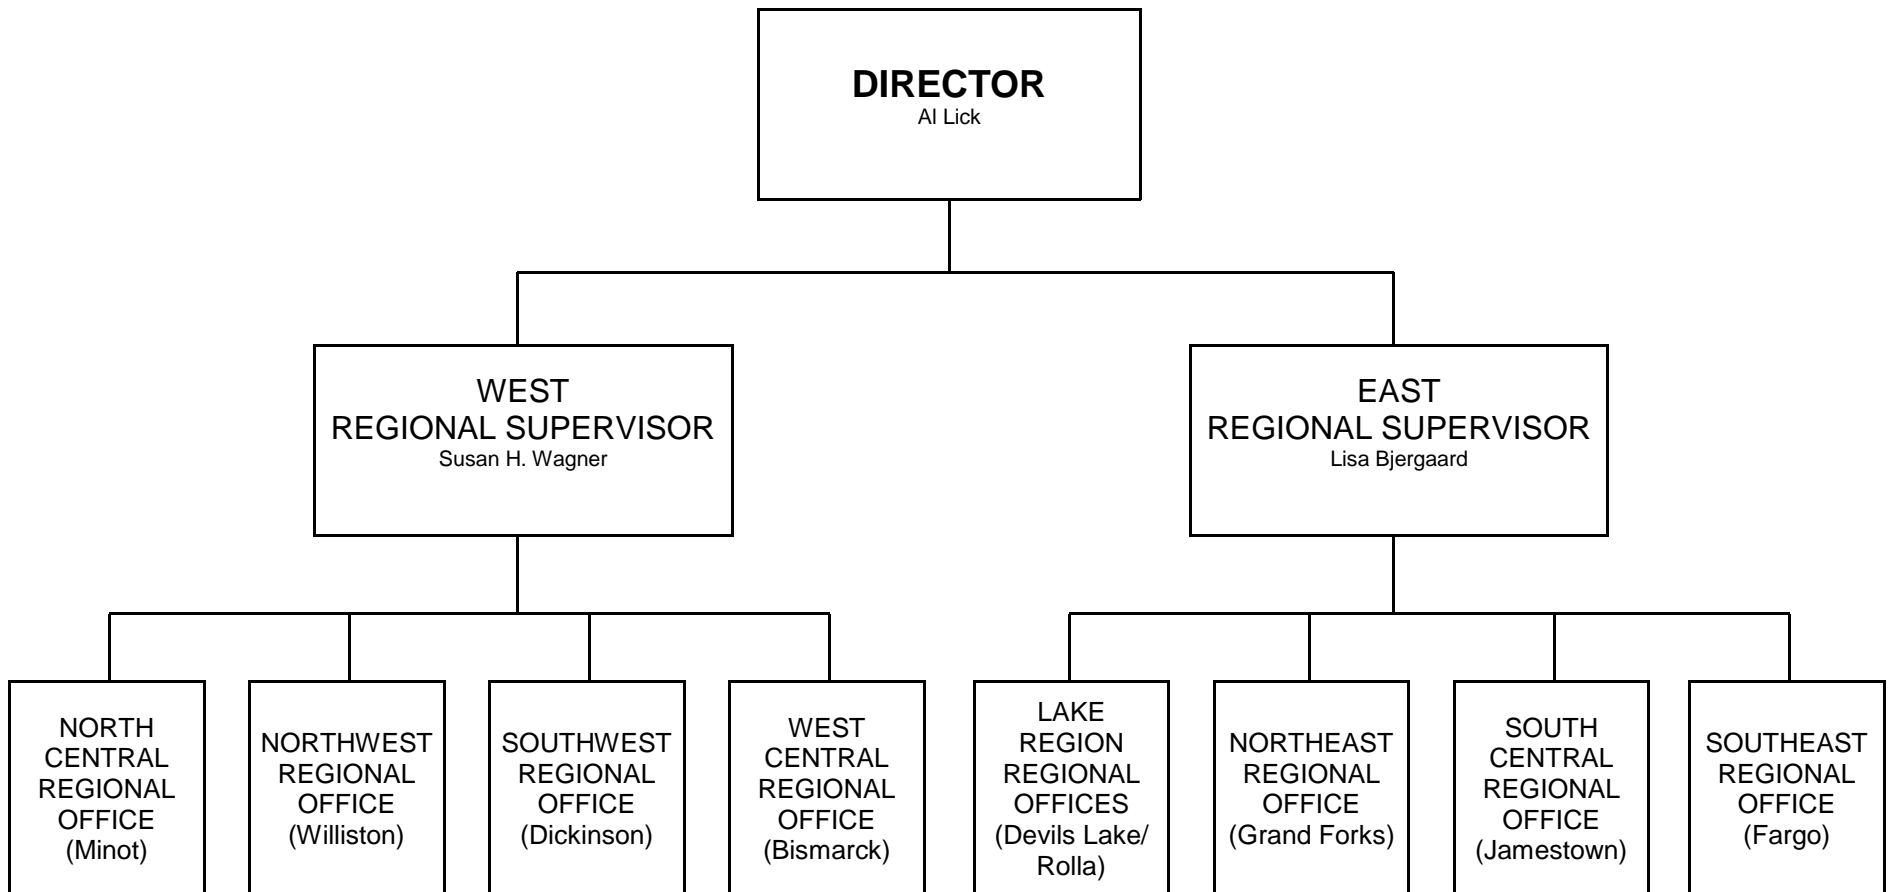 DIRECTOR
Al Lick
WEST
REGIONAL SUPERVISOR
Susan H. Wagner
EAST
REGIONAL SUPERVISOR
Lisa Bjergaard
NORTH
CENTRAL
REGIONAL
OFFICE
(Minot)
NORTHWEST
REGIONAL
OFFICE
(Williston)
SOUTHWEST
REGIONAL
OFFICE
(Dickinson)
WEST
CENTRAL
REGIONAL
OFFICE
(Bismarck)
LAKE
REGION
REGIONAL
OFFICES
(Devils Lake/
Rolla)
NORTHEAST
REGIONAL
OFFICE
(Grand Forks)
SOUTH
CENTRAL
REGIONAL
OFFICE
(Jamestown)
SOUTHEAST
REGIONAL
OFFICE
(Fargo)